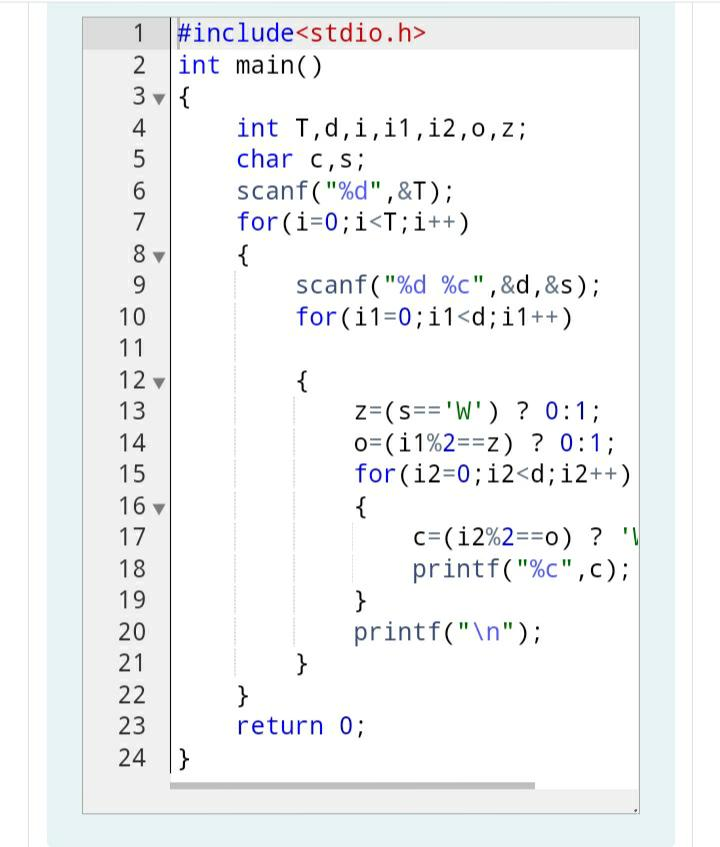 1 #include<stdio.h>
2 int main()
3 {
4 int T,d,i,i1,i2,o,z;
5 char c,s;
6 scanf("%d",&T);
7 for(i=0;i<T;i++)
8 {
9 scanf("%d %c",&d,&s);
10 for(i1=0;i1<d;i1++)
11
12 {
13 z=(s=='W') ? 0:1;
14 o=(i1%2==z) ? 0:1;
15 for(i2=0;i2<d;i2++)
16 {
17 c=(i2%2==o) ? '
18 printf("%c",c);
19 }
20 printf("\n");
21 }
22 }
23 return 0;
24 }